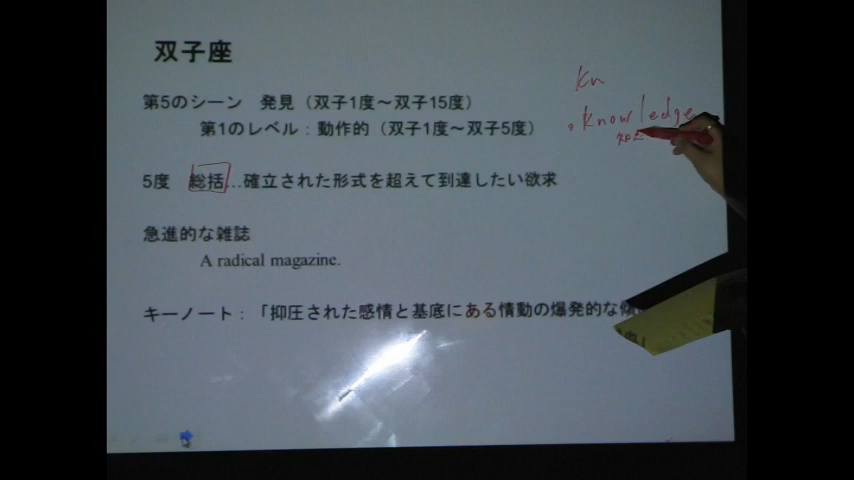 双子座
第5のシーン 発見（双子1度～双子15度）
第1のレベル：動作的（双子1度～双子5度）
5度 総括…確立された形式を超えて到達したい欲求
急進的な雑誌
A radical magazine.
キーノート：「抑圧された感情と基底にある情動の爆発的な傾
Kn
knowledge